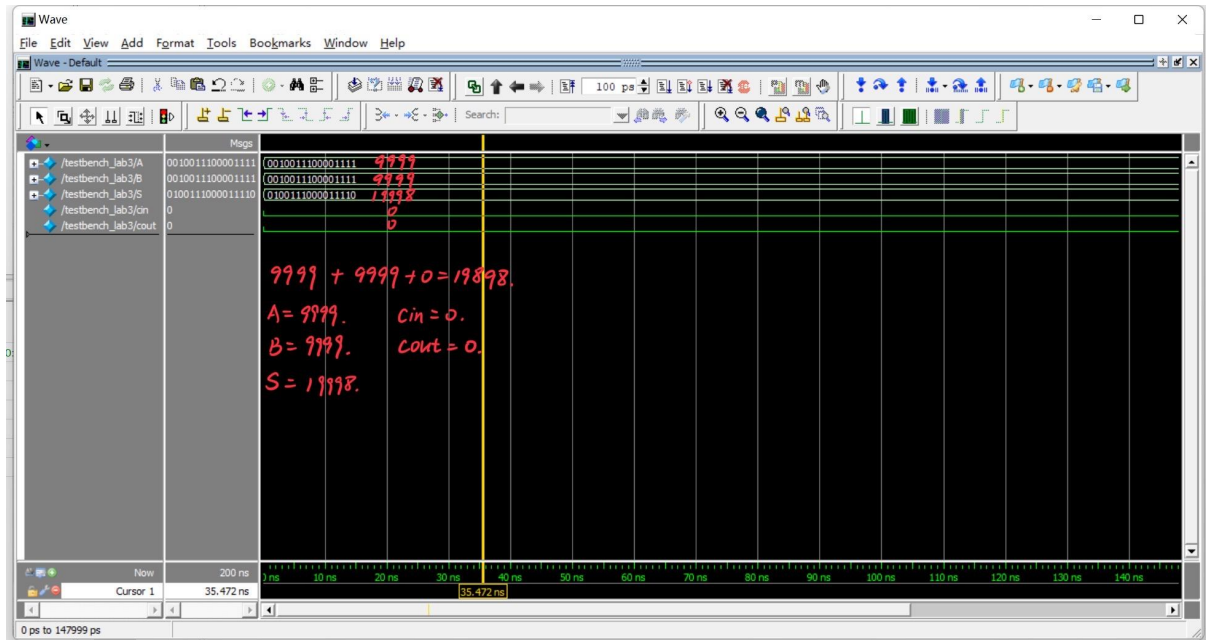 Wave
File Edit View Add Format Tools Bookmarks Window Help
Wave - Default
100 ps
Search:
Msgs
/testbench_lab3/A 0010011100001111 0010011100001111 9999
/testbench_lab3/B 0010011100001111 0010011100001111 9999
/testbench_lab3/S 0100111000011110 0100111000011110 19998
/testbench_lab3/cin 0 0
/testbench_lab3/cout 0 0
9999 + 9999 + 0 = 19898.
A = 9999. Cin = 0.
B = 9999. Cout = 0.
S = 19998.
Now 200 ns ns 10 ns 20 ns 30 ns 40 ns 50 ns 60 ns 70 ns 80 ns 90 ns 100 ns 110 ns 120 ns 130 ns 140 ns
Cursor 1 35.472 ns 35.472 ns
0 ps to 147999 ps